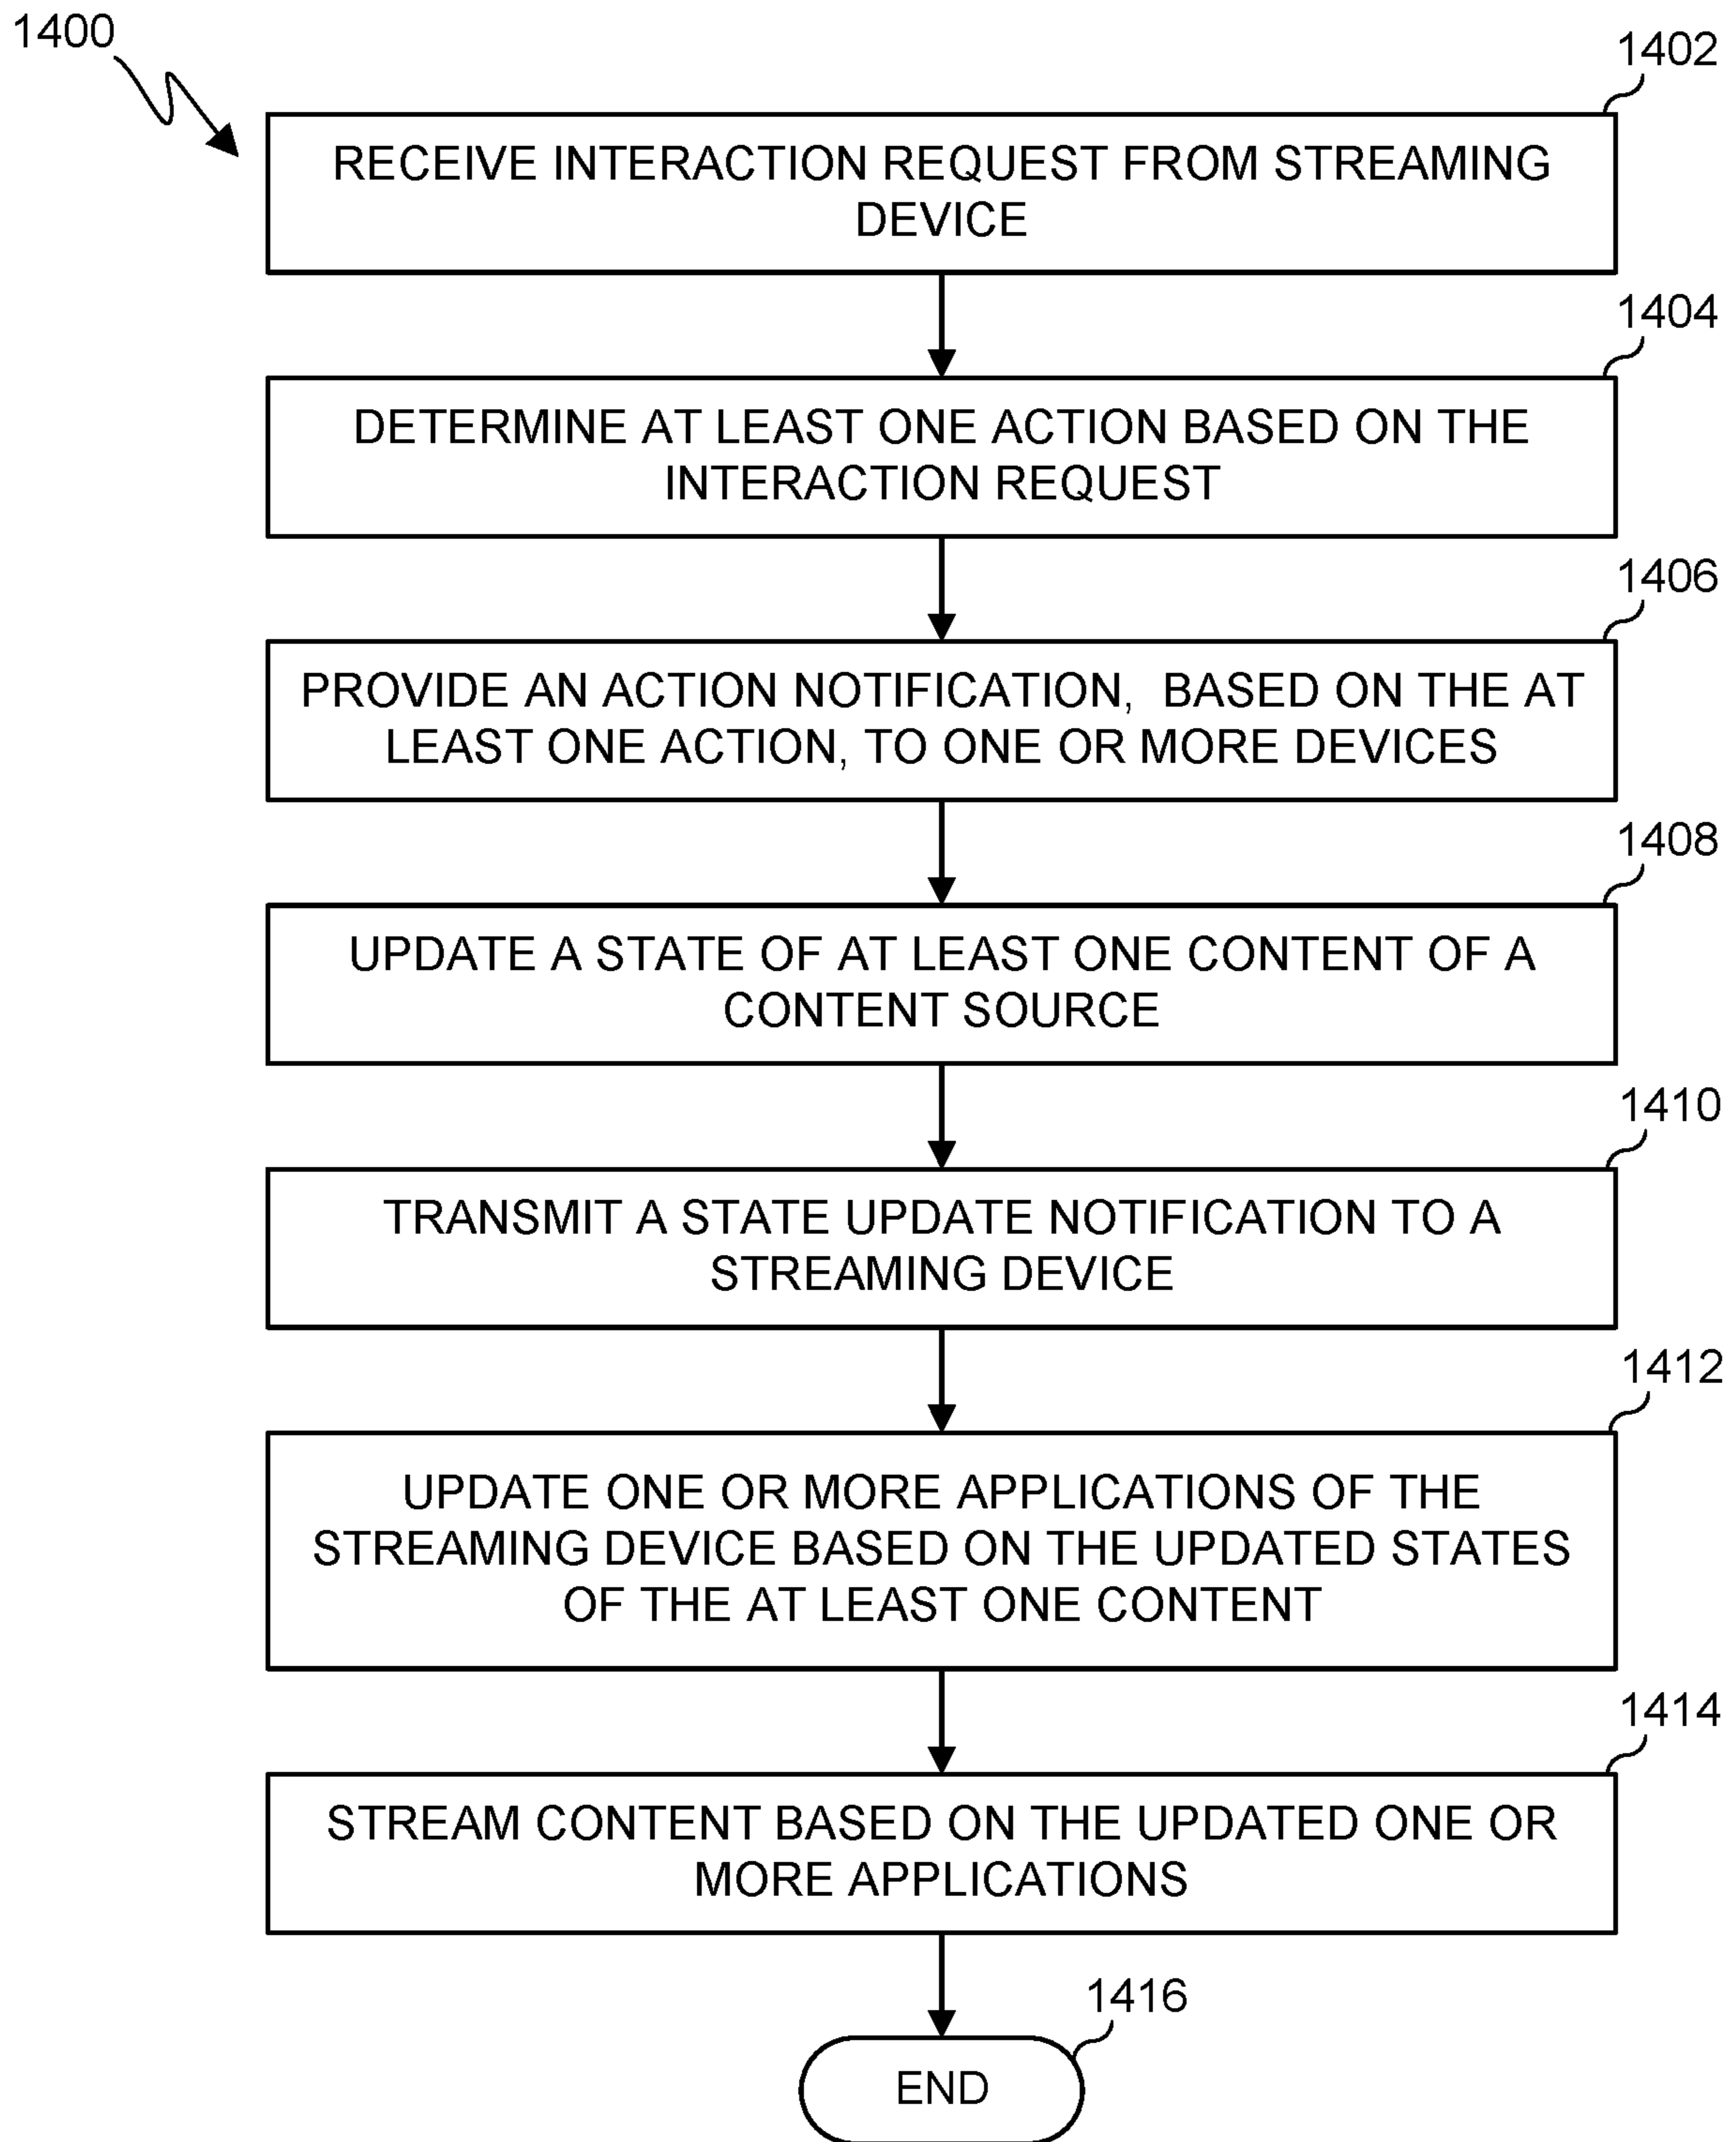 1400
1402
RECEIVE INTERACTION REQUEST FROM STREAMING
DEVICE
1404
DETERMINE AT LEAST ONE ACTION BASED ON THE
INTERACTION REQUEST
1406
PROVIDE AN ACTION NOTIFICATION, BASED ON THE AT
LEAST ONE ACTION, TO ONE OR MORE DEVICES
1408
UPDATE A STATE OF AT LEAST ONE CONTENT OF A
CONTENT SOURCE
1410
TRANSMIT A STATE UPDATE NOTIFICATION TO A
STREAMING DEVICE
1412
UPDATE ONE OR MORE APPLICATIONS OF THE
STREAMING DEVICE BASED ON THE UPDATED STATES
OF THE AT LEAST ONE CONTENT
1414
STREAM CONTENT BASED ON THE UPDATED ONE OR
MORE APPLICATIONS
1416
END